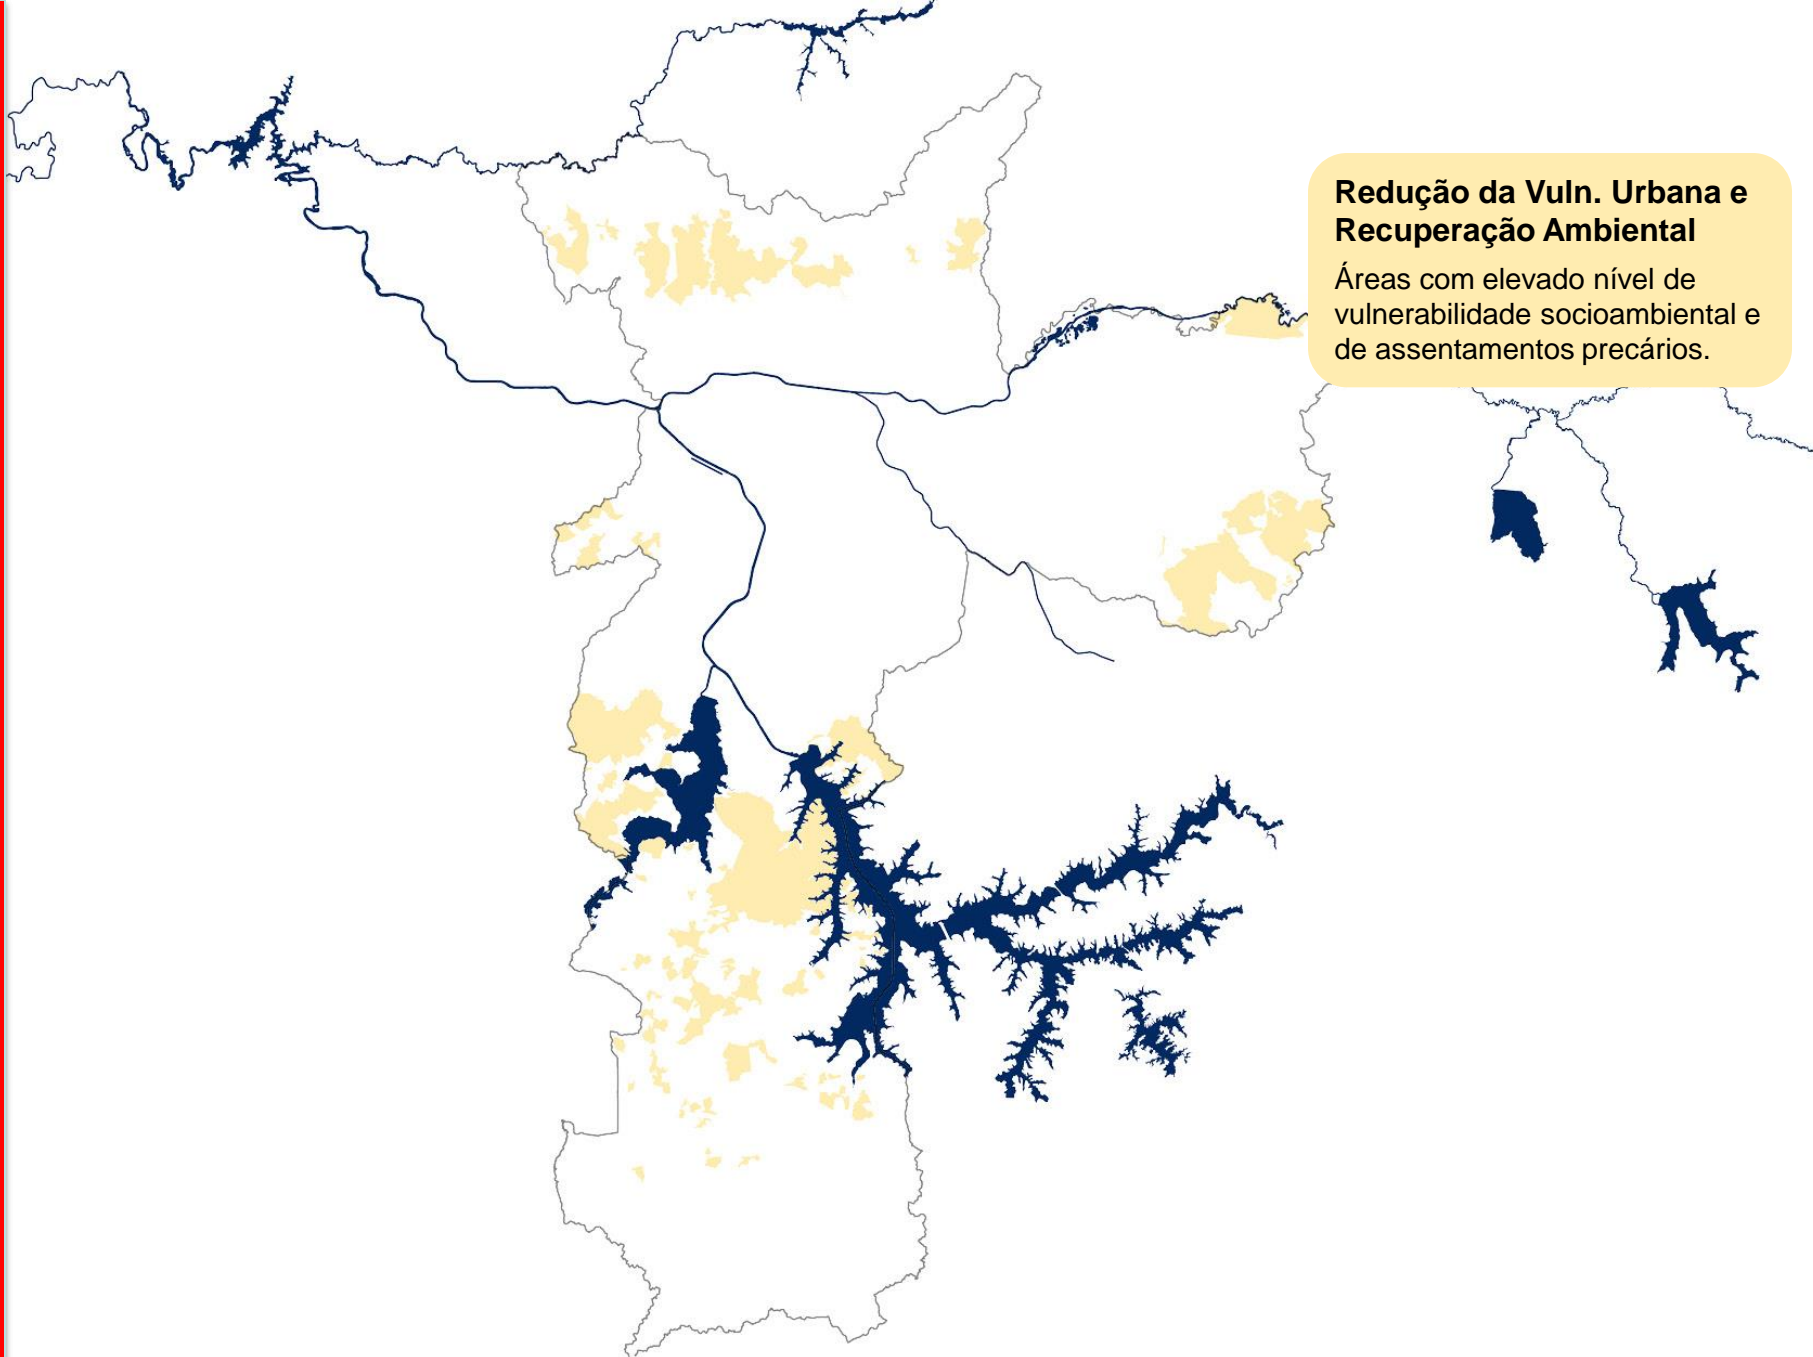 Redução da Vuln. Urbana e
Recuperação Ambiental
Áreas com elevado nível de
vulnerabilidade socioambiental e
de assentamentos precários.